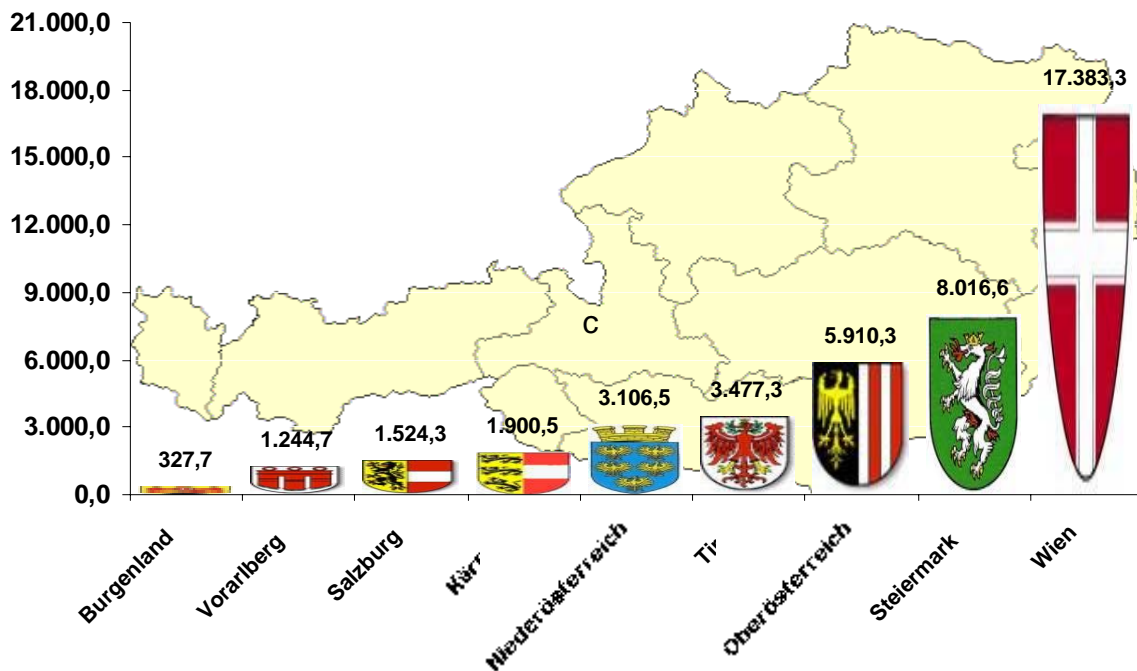 21.000,0
18.000,0
15.000,0
12.000,0
9.000,0
6.000,0
3.000,0
0,0
327,7
1.244,7
1.524,3
1.900,5
3.106,5
3.477,3
5.910,3
8.016,6
17.383,3
C
Burgenland
Vorarlberg
Salzburg
Niederösterreich
Oberösterreich
Steiermark
Wien